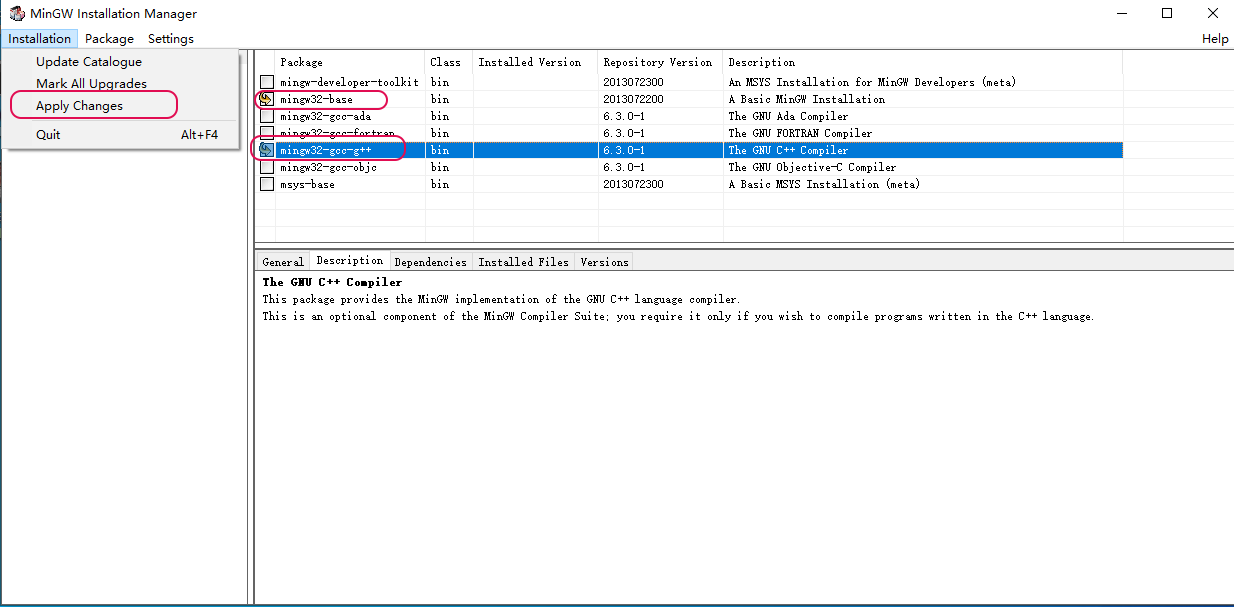 MinGW Installation Manager
Installation Package Settings Help
Update Catalogue
Mark All Upgrades
Apply Changes
Quit Alt+F4
Package Class Installed Version Repository Version Description
mingw-developer-toolkit bin 2013072300 An MSYS Installation for MinGW Developers (meta)
mingw32-base bin 2013072200 A Basic MinGW Installation
mingw32-gcc-ada bin 6.3.0-1 The GNU Ada Compiler
mingw32-gcc-fortran bin 6.3.0-1 The GNU FORTRAN Compiler
mingw32-gcc-g++ bin 6.3.0-1 The GNU C++ Compiler
mingw32-gcc-objc bin 6.3.0-1 The GNU Objective-C Compiler
msys-base bin 2013072300 A Basic MSYS Installation (meta)
General Description Dependencies Installed Files Versions
The GNU C++ Compiler
This package provides the MinGW implementation of the GNU C++ language compiler.
This is an optional component of the MinGW Compiler Suite; you require it only if you wish to compile programs written in the C++ language.